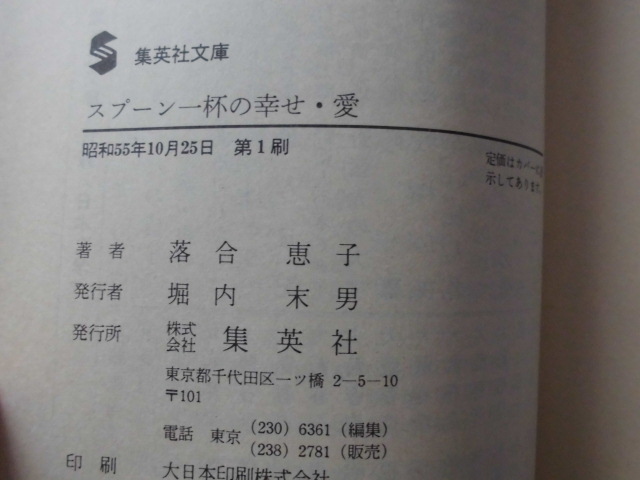 集英社文庫
スプーン一杯の幸せ・愛
昭和55年10月25日 第1刷
定価はカバーに
示してあります。
著者 落合恵子
発行者 堀内末男
発行所 株式会社 集英社
東京都千代田区一ツ橋 2―5―10
〒101
電話 東京 (230) 6361 (編集)
(238) 2781 (販売)
印刷 大日本印刷株式会社